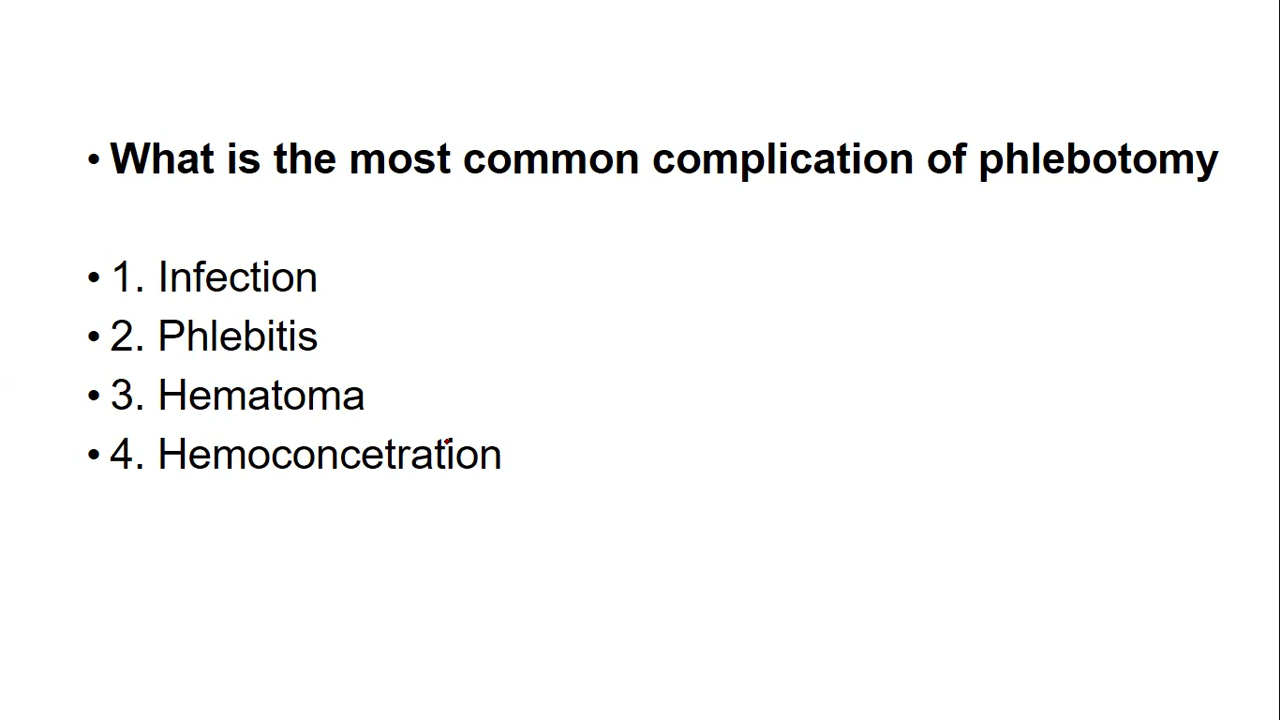 • What is the most common complication of phlebotomy
• 1. Infection
• 2. Phlebitis
• 3. Hematoma
• 4. Hemoconcetration